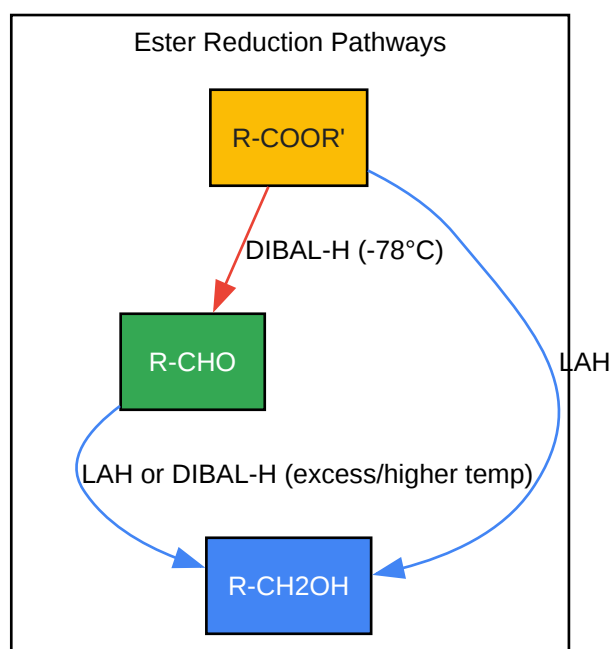 Ester Reduction Pathways
R-COOR'
DIBAL-H (-78°C)
R-CHO
LAH
LAH or DIBAL-H (excess/higher temp)
R-CH2OH